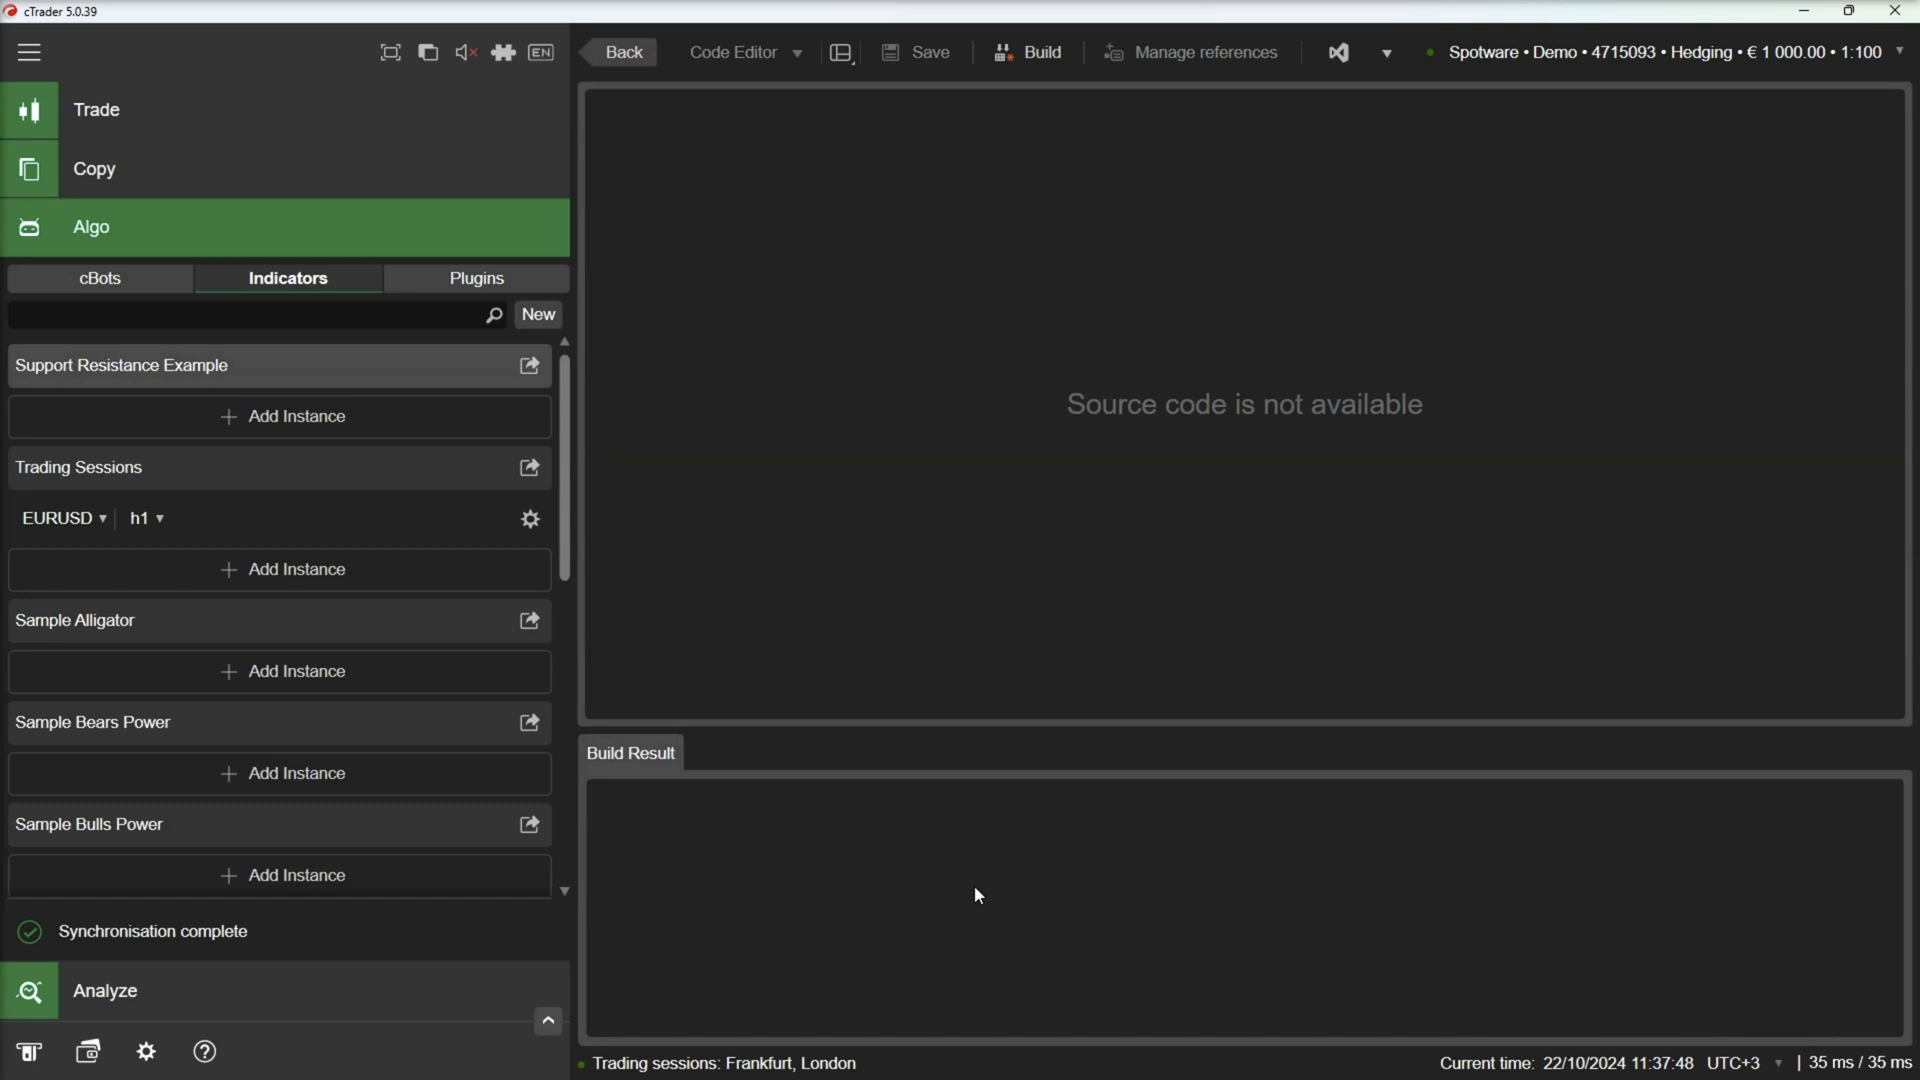 cTrader 5.0.39
EN
Back
Code Editor
Save
Build
Manage references
Spotware • Demo • 4715093 • Hedging • € 1 000.00 • 1:100
Trade
Copy
Algo
cBots
Indicators
Plugins
New
Support Resistance Example
Add Instance
Trading Sessions
EURUSD
h1
Add Instance
Sample Alligator
Add Instance
Sample Bears Power
Add Instance
Sample Bulls Power
Add Instance
Synchronisation complete
Analyze
Source code is not available
Build Result
Trading sessions: Frankfurt, London
Current time: 22/10/2024 11:37:48 UTC+3
35 ms / 35 ms